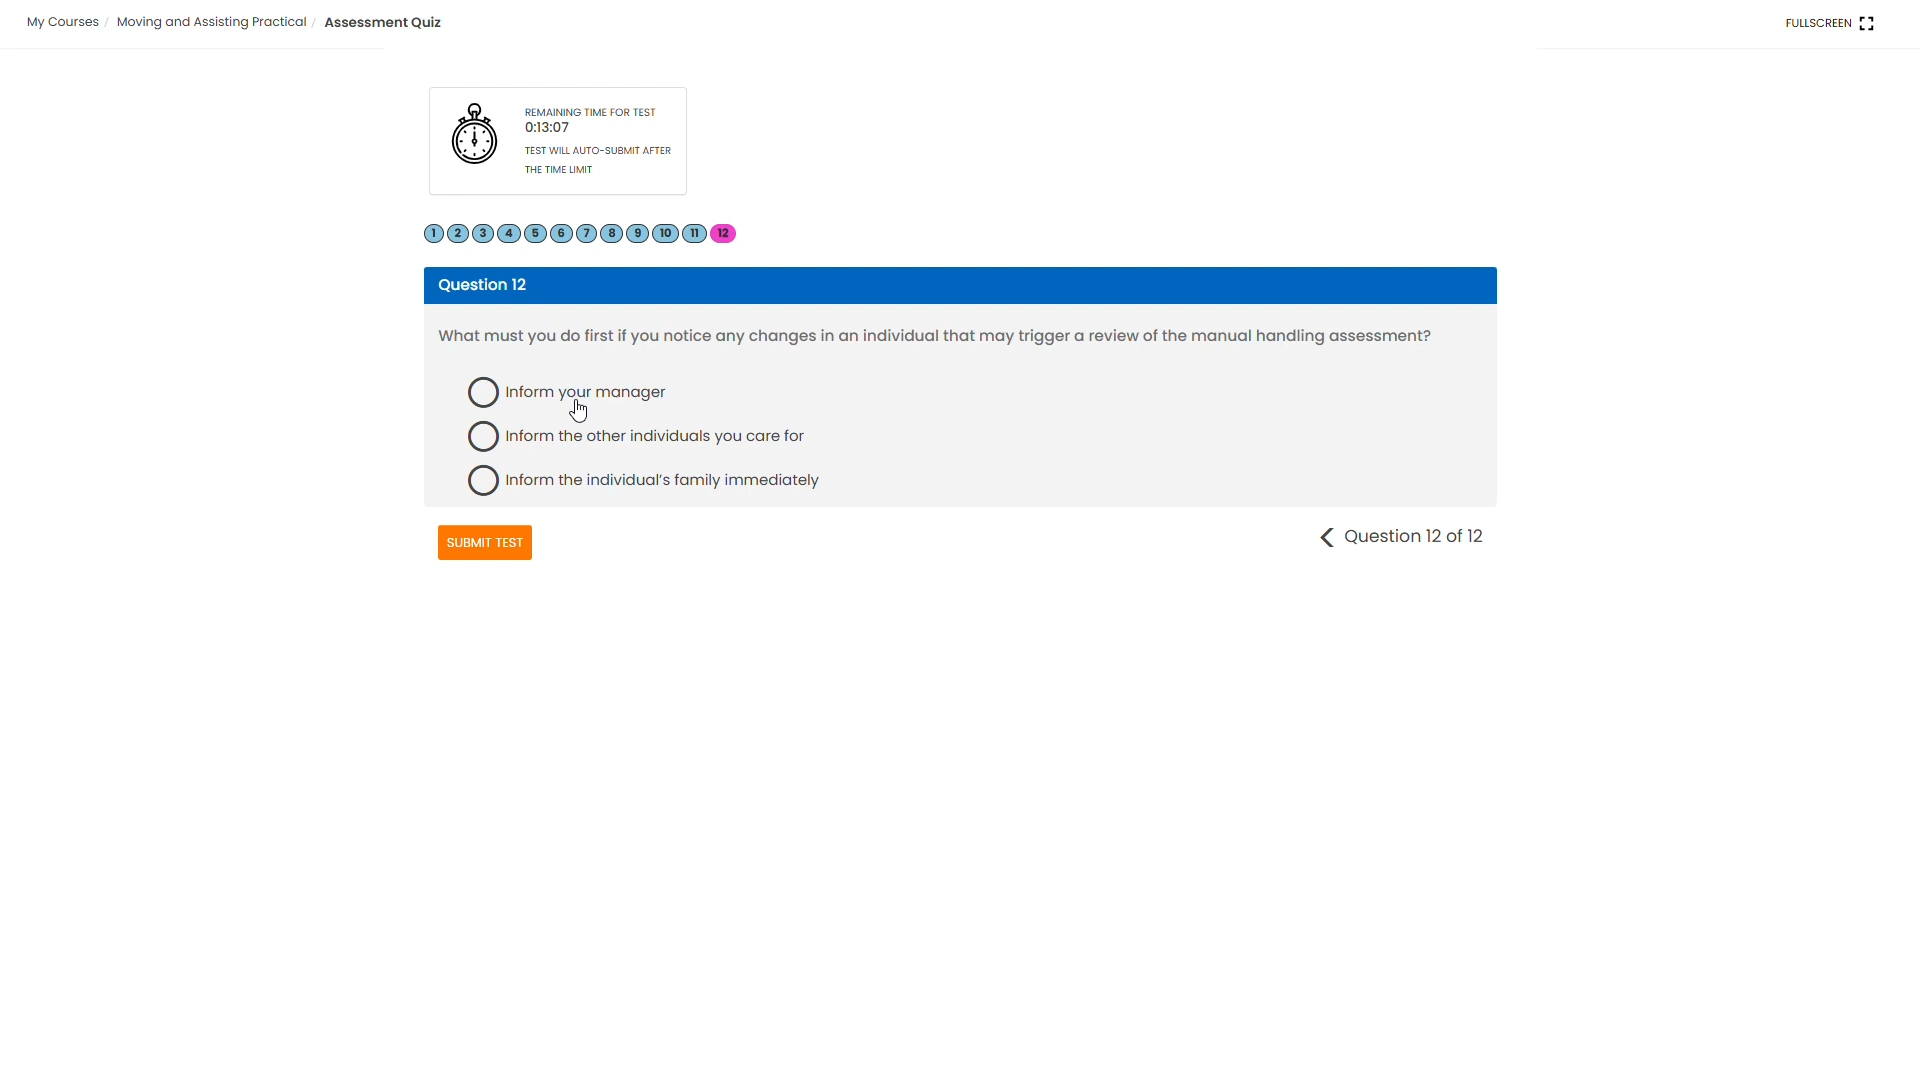 My Courses / Moving and Assisting Practical / Assessment Quiz
FULLSCREEN
REMAINING TIME FOR TEST
0:13:07
TEST WILL AUTO-SUBMIT AFTER
THE TIME LIMIT
1 2 3 4 5 6 7 8 9 10 11 12
Question 12
What must you do first if you notice any changes in an individual that may trigger a review of the manual handling assessment?
Inform your manager
Inform the other individuals you care for
Inform the individual's family immediately
SUBMIT TEST
Question 12 of 12